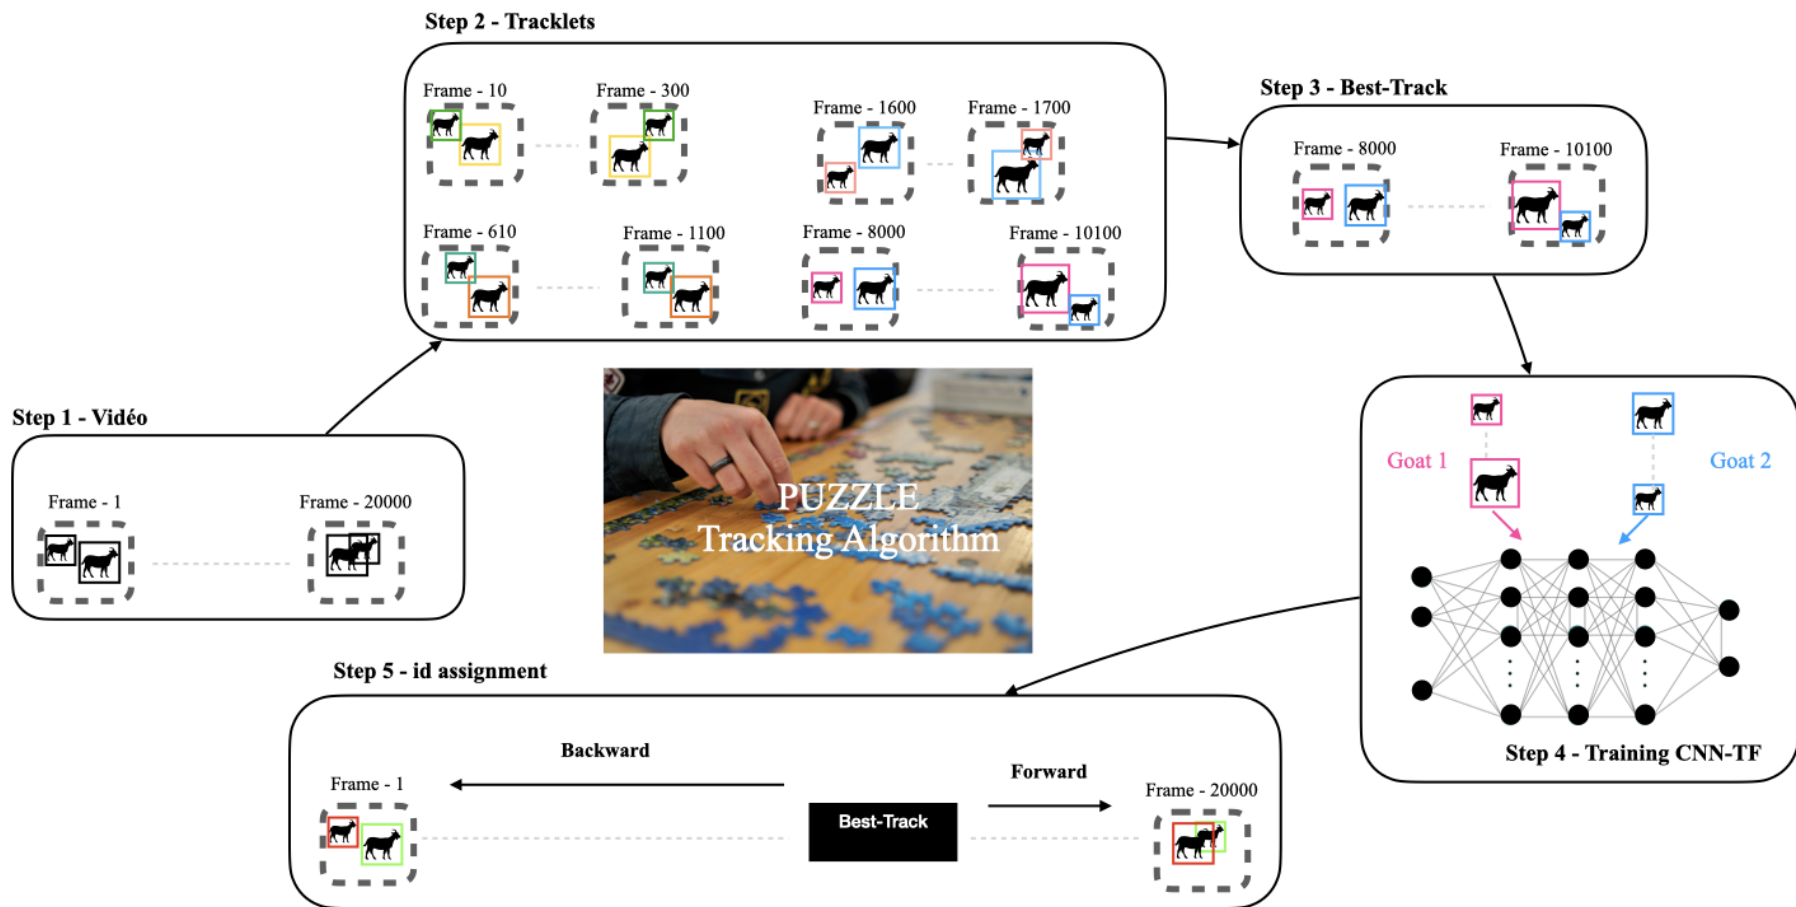 Step 2 - Tracklets
Frame - 10
Frame - 300
Frame - 1600
Frame - 1700
Frame - 610
Frame - 1100
Frame - 8000
Frame - 10100
Step 3 - Best-Track
Frame - 8000
Frame - 10100
Step 1 - Vidéo
Frame - 1
Frame - 20000
PUZZLE
Tracking Algorithm
Goat 1
Goat 2
Step 4 - Training CNN-TF
Step 5 - id assignment
Backward
Forward
Frame - 1
Best-Track
Frame - 20000